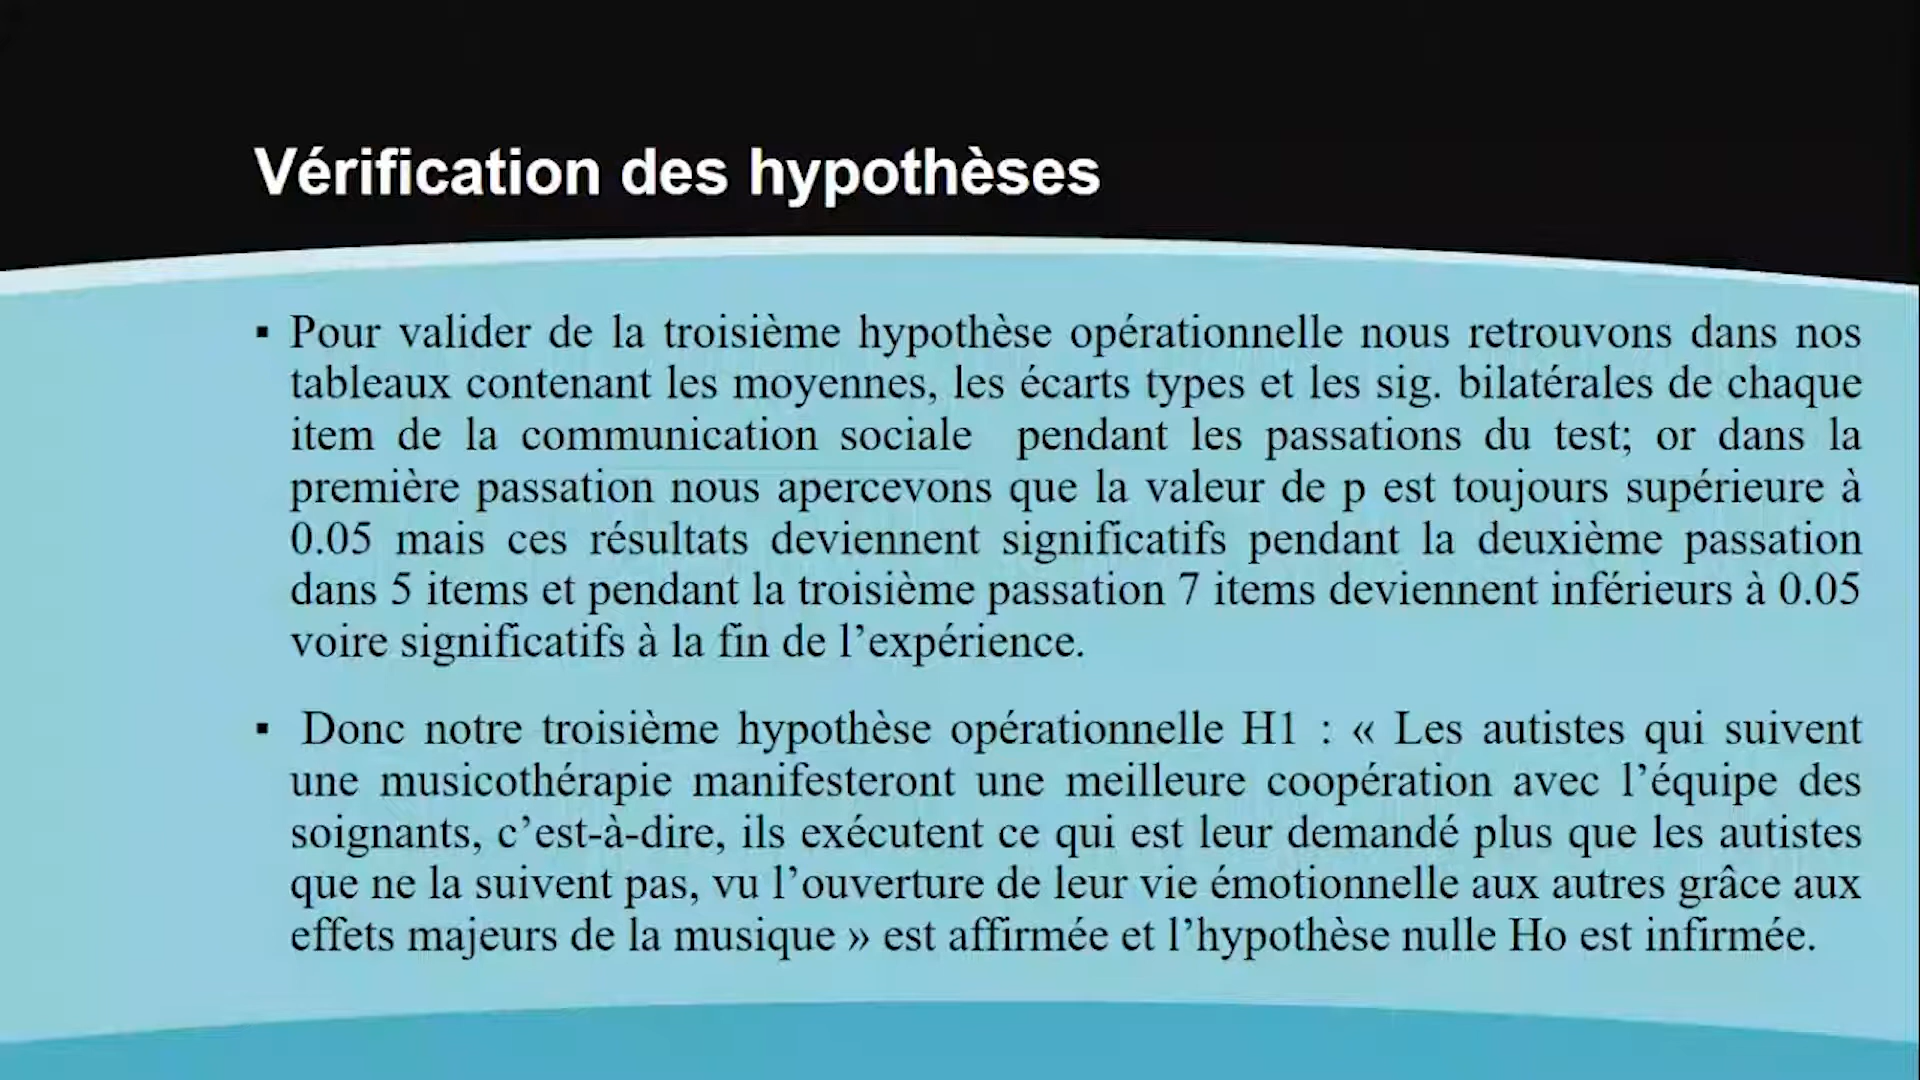 Vérification des hypothèses
▪ Pour valider de la troisième hypothèse opérationnelle nous retrouvons dans nos
tableaux contenant les moyennes, les écarts types et les sig. bilatérales de chaque
item de la communication sociale pendant les passations du test; or dans la
première passation nous apercevons que la valeur de p est toujours supérieure à
0.05 mais ces résultats deviennent significatifs pendant la deuxième passation
dans 5 items et pendant la troisième passation 7 items deviennent inférieurs à 0.05
voire significatifs à la fin de l’expérience.
▪ Donc notre troisième hypothèse opérationnelle H1 : « Les autistes qui suivent
une musicothérapie manifesteront une meilleure coopération avec l’équipe des
soignants, c’est-à-dire, ils exécutent ce qui est leur demandé plus que les autistes
que ne la suivent pas, vu l’ouverture de leur vie émotionnelle aux autres grâce aux
effets majeurs de la musique » est affirmée et l’hypothèse nulle Ho est infirmée.